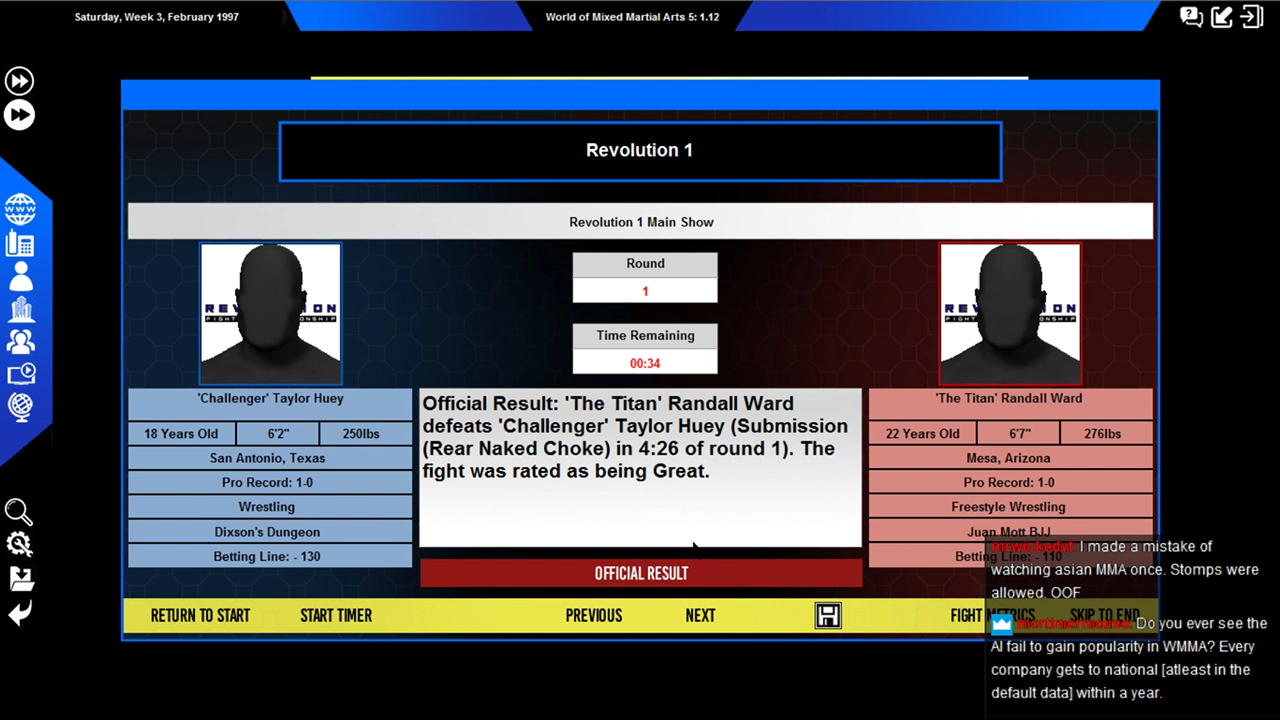 Saturday, Week 3, February 1997
World of Mixed Martial Arts 5: 1.12
Revolution 1
Revolution 1 Main Show
Round
1
Time Remaining
00:34
'Challenger' Taylor Huey
18 Years Old
6'2"
250lbs
San Antonio, Texas
Pro Record: 1-0
Wrestling
Dixson's Dungeon
Betting Line: - 130
Official Result: 'The Titan' Randall Ward
defeats 'Challenger' Taylor Huey (Submission
(Rear Naked Choke) in 4:26 of round 1). The
fight was rated as being Great.
OFFICIAL RESULT
'The Titan' Randall Ward
22 Years Old
6'7"
276lbs
Mesa, Arizona
Pro Record: 1-0
Freestyle Wrestling
Juan Mott BJJ
Betting Line: - 110
RETURN TO START
START TIMER
PREVIOUS
NEXT
FIGHT METRICS
SKIP TO END
mrwickedyt: I made a mistake of
watching asian MMA once. Stomps were
allowed. OOF
Do you ever see the
AI fail to gain popularity in WMMA? Every
company gets to national [atleast in the
default data] within a year.
WWW